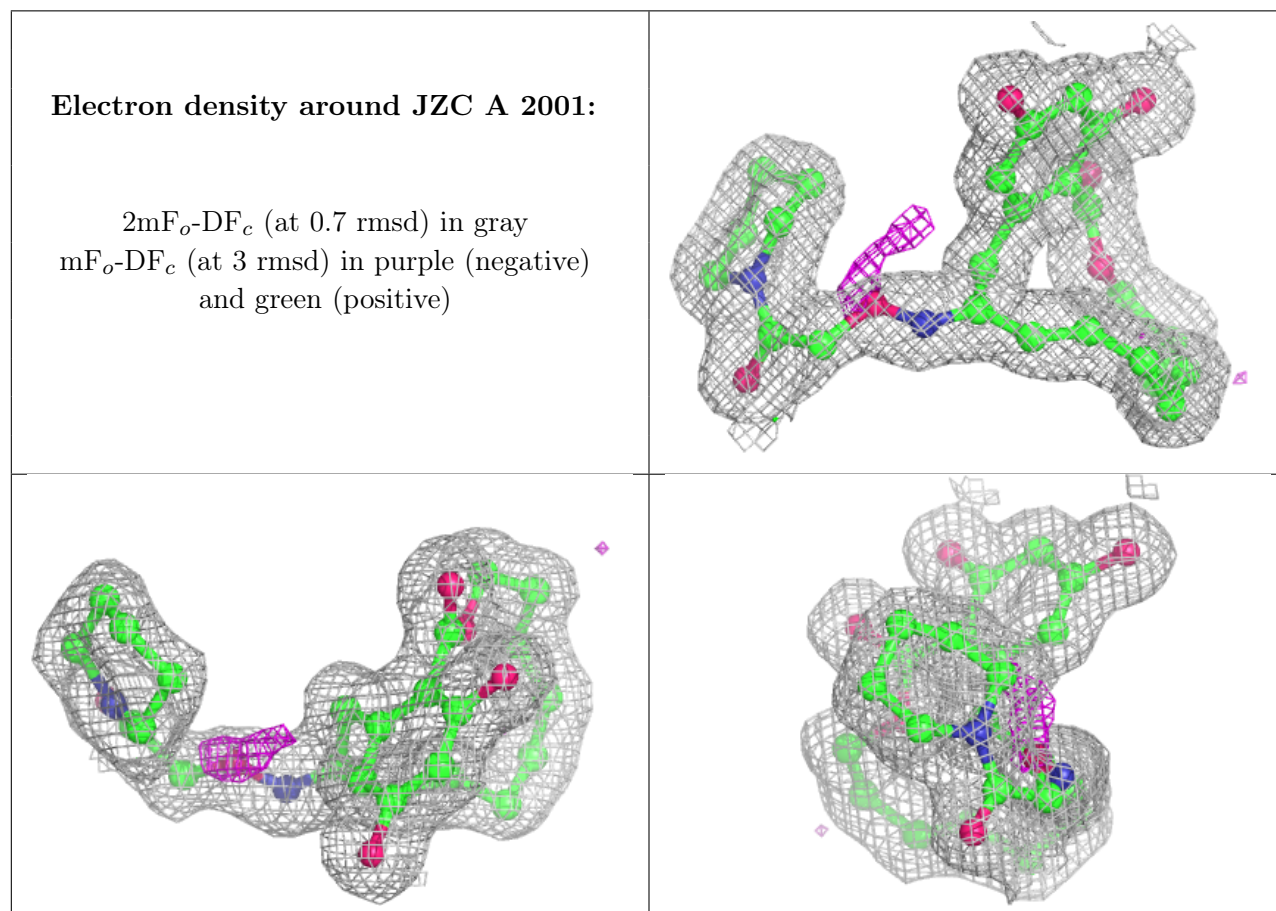 Electron density around JZC A 2001:
2mFₒ-DF𝒸 (at 0.7 rmsd) in gray
mFₒ-DF𝒸 (at 3 rmsd) in purple (negative)
and green (positive)